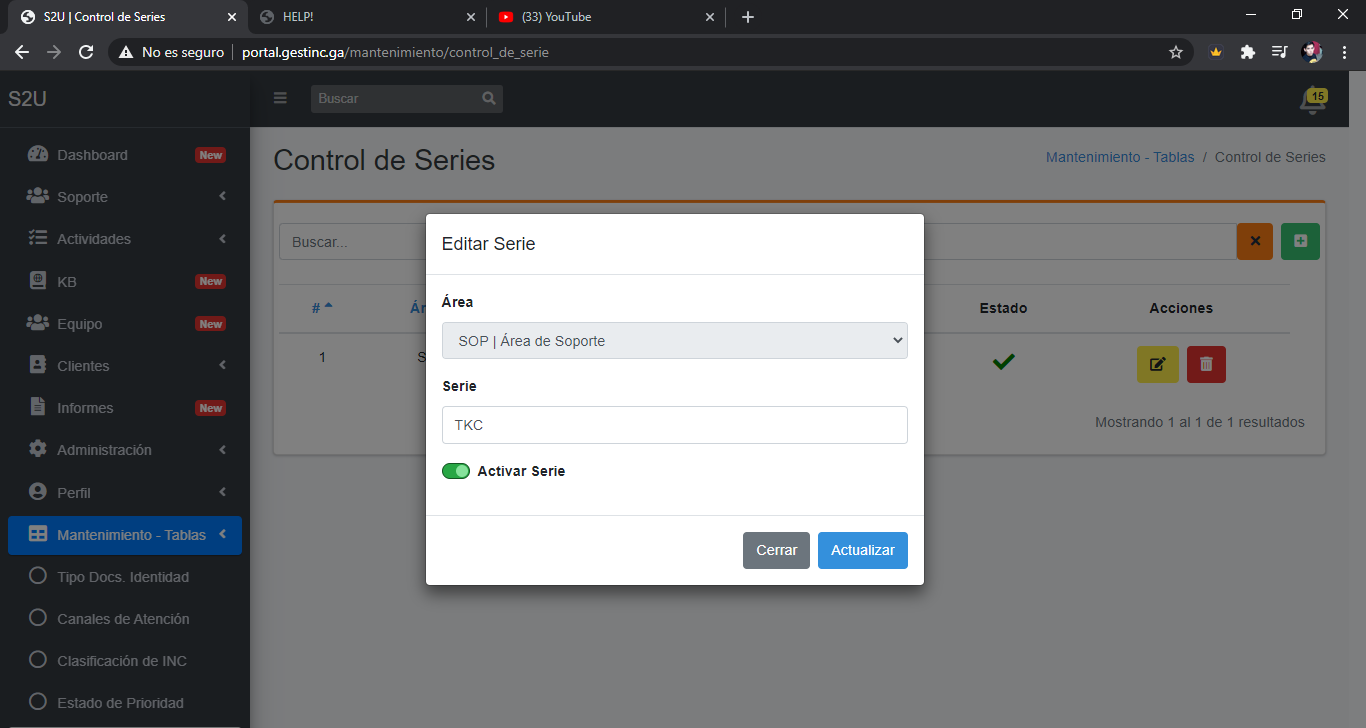 S2U | Control de Series
HELP!
(33) YouTube
No es seguro | portal.gestinc.ga/mantenimiento/control_de_serie
S2U
Buscar
15
Dashboard New
Soporte
Actividades
KB New
Equipo New
Clientes
Informes New
Administración
Perfil
Mantenimiento - Tablas
Tipo Docs. Identidad
Canales de Atención
Clasificación de INC
Estado de Prioridad
Control de Series
Mantenimiento - Tablas / Control de Series
Buscar...
# Estado Acciones
1
Mostrando 1 al 1 de 1 resultados
Editar Serie
Área
SOP | Área de Soporte
Serie
TKC
Activar Serie
Cerrar Actualizar